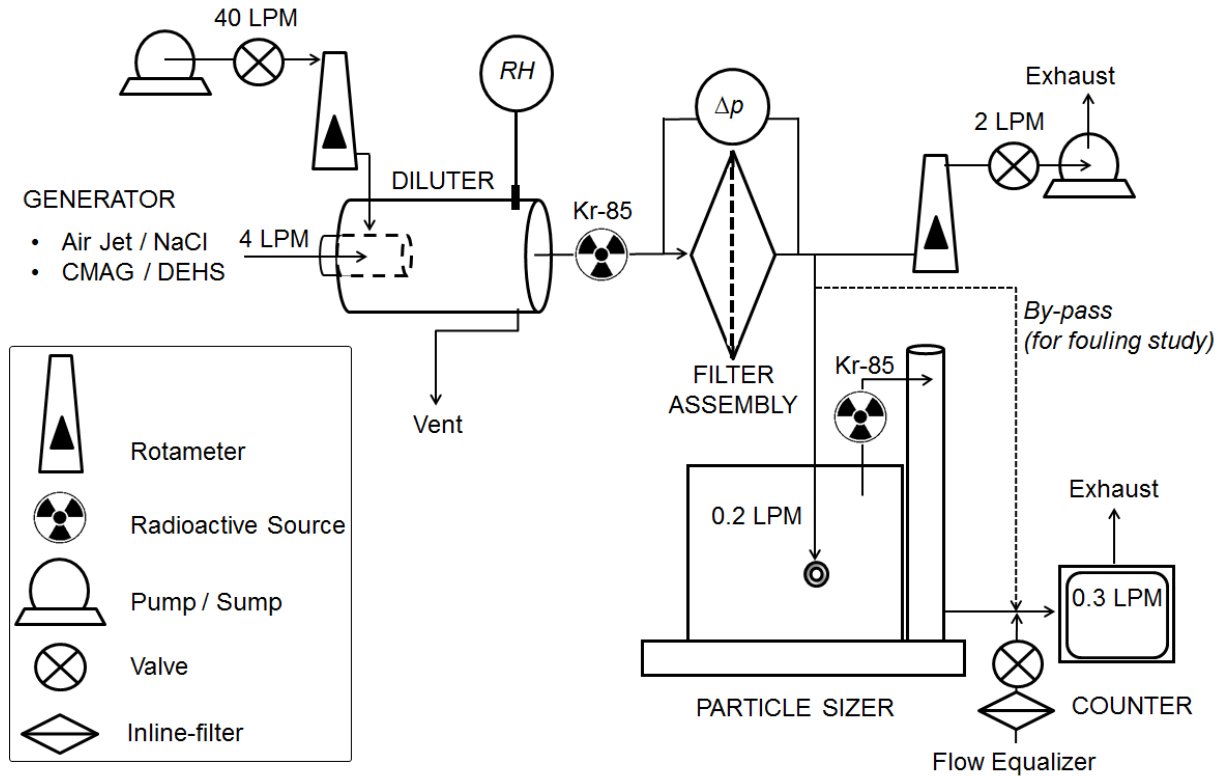 40 LPM
RH
Δp
Exhaust
2 LPM
GENERATOR
• Air Jet / NaCl
• CMAG / DEHS
4 LPM
DILUTER
Kr-85
By-pass
(for fouling study)
FILTER
ASSEMBLY
Kr-85
Vent
Rotameter
Radioactive Source
Pump / Sump
Valve
Inline-filter
0.2 LPM
Exhaust
0.3 LPM
PARTICLE SIZER
COUNTER
Flow Equalizer